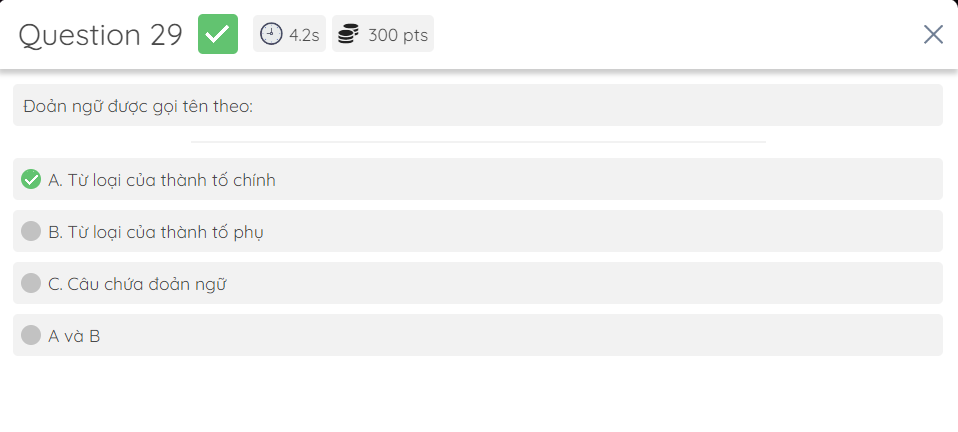 Question 29 4.2s 300 pts
Đoản ngữ được gọi tên theo:
A. Từ loại của thành tố chính
B. Từ loại của thành tố phụ
C. Câu chứa đoản ngữ
A và B